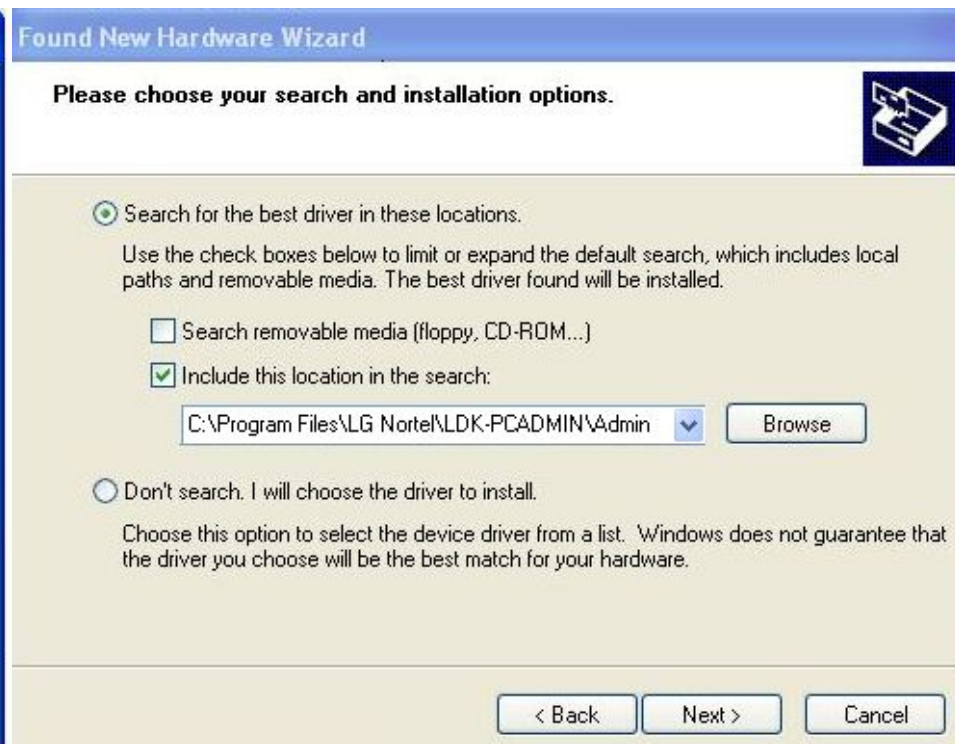 Found New Hardware Wizard
Please choose your search and installation options.
Search for the best driver in these locations.
Use the check boxes below to limit or expand the default search, which includes local
paths and removable media. The best driver found will be installed.
Search removable media (floppy, CD-ROM...)
Include this location in the search:
C:\Program Files\LG Nortel\LDK-PCADMIN\Admin
Browse
Don't search. I will choose the driver to install.
Choose this option to select the device driver from a list. Windows does not guarantee that
the driver you choose will be the best match for your hardware.
< Back
Next >
Cancel